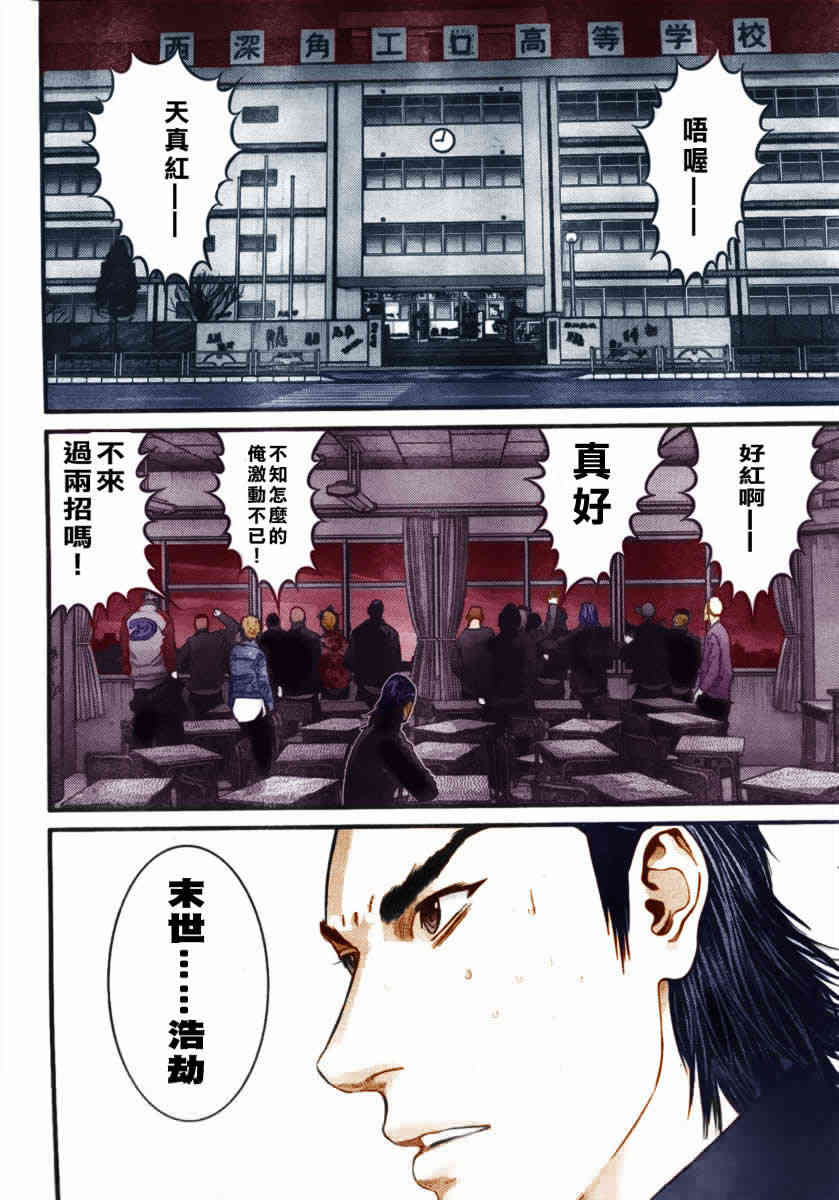 西深角工口高等学校
唔喔——
天真紅——
好紅啊——
真好
不知怎麼的
俺激動不已！
不來
過兩招嗎！
末世……浩劫